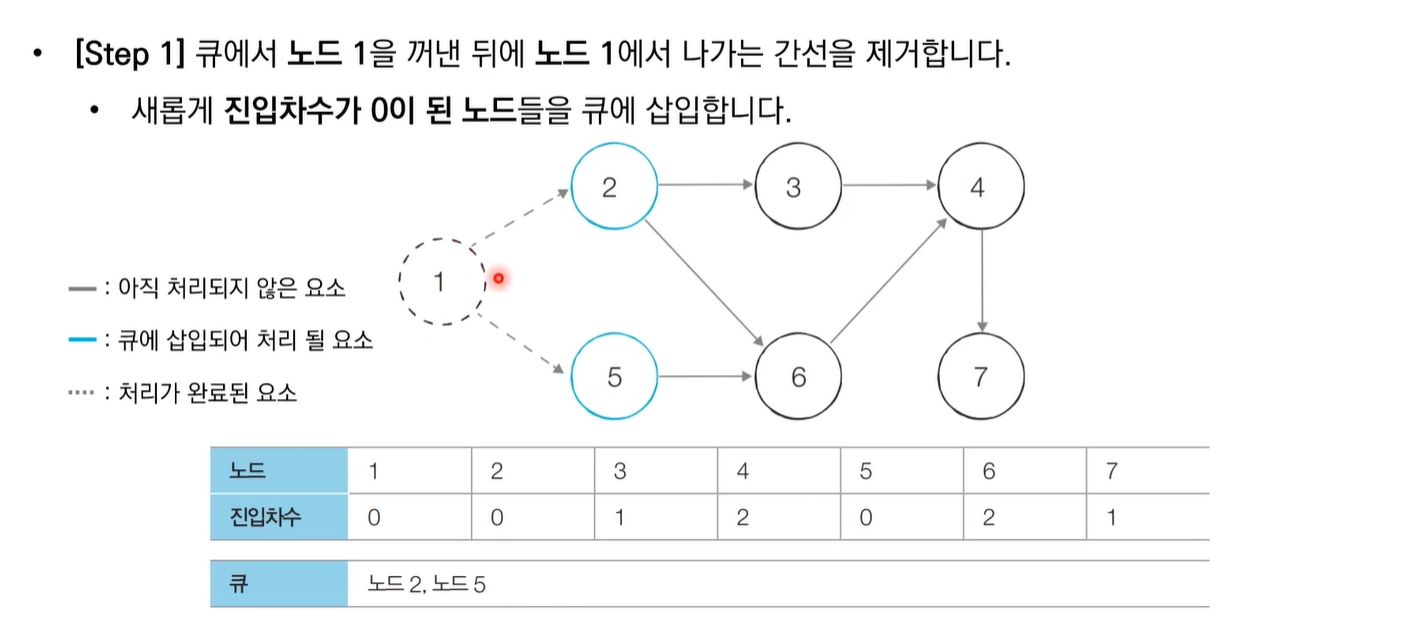 • [Step 1] 큐에서 노드 1을 꺼낸 뒤에 노드 1에서 나가는 간선을 제거합니다.
• 새롭게 진입차수가 0이 된 노드들을 큐에 삽입합니다.
2 3 4
1
: 아직 처리되지 않은 요소
: 큐에 삽입되어 처리 될 요소
: 처리가 완료된 요소
5 6 7
노드 1 2 3 4 5 6 7
진입차수 0 0 1 2 0 2 1
큐 노드 2, 노드 5